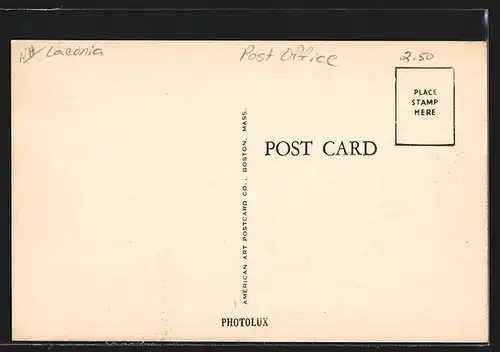 NH Laconia
Post Office
2.50
PLACE
STAMP
HERE
POST CARD
AMERICAN ART POSTCARD CO., BOSTON, MASS.
PHOTOLUX